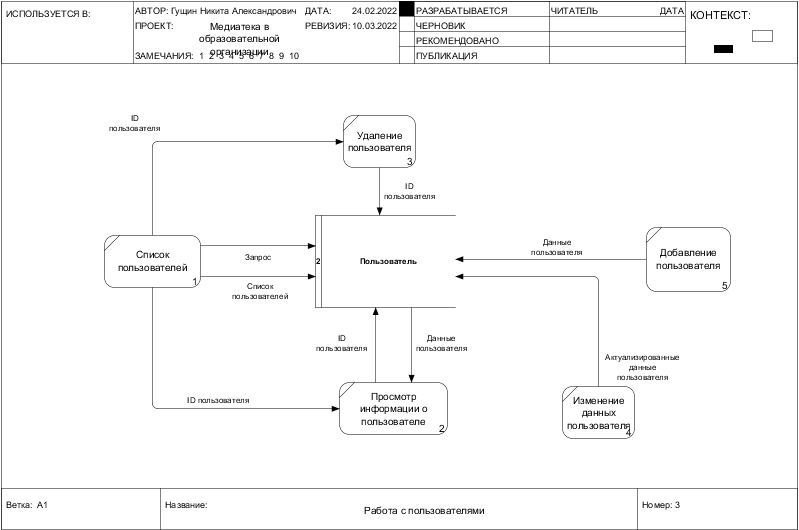 ИСПОЛЬЗУЕТСЯ В:
АВТОР: Гущин Никита Александрович
ДАТА: 24.02.2022
РАЗРАБАТЫВАЕТСЯ
ЧИТАТЕЛЬ
ДАТА
КОНТЕКСТ:
ПРОЕКТ:
Медиатека в
образовательной
организации
РЕВИЗИЯ: 10.03.2022
ЧЕРНОВИК
РЕКОМЕНДОВАНО
ЗАМЕЧАНИЯ: 1 2 3 4 5 6 7 8 9 10
ПУБЛИКАЦИЯ
ID
пользователя
Удаление
пользователя
3
ID
пользователя
Список
пользователей
1
Запрос
Список
пользователей
2
Пользователь
Данные
пользователя
Добавление
пользователя
5
ID
пользователя
Данные
пользователя
Актуализированные
данные
пользователя
ID пользователя
Просмотр
информации о
пользователе
2
Изменение
данных
пользователя
4
Ветка: A1
Название:
Работа с пользователями
Номер: 3